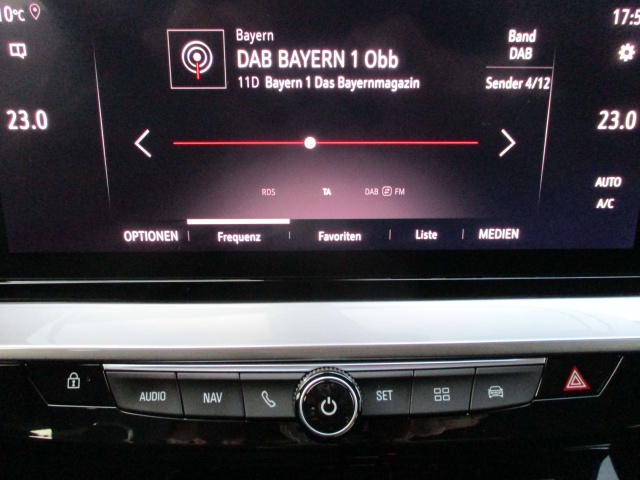 10°C
17:5
Bayern
DAB BAYERN 1 Obb
11D Bayern 1 Das Bayernmagazin
Band
DAB
Sender 4/12
23.0
23.0
RDS TA DAB FM
AUTO
A/C
OPTIONEN Frequenz Favoriten Liste MEDIEN
AUDIO NAV SET